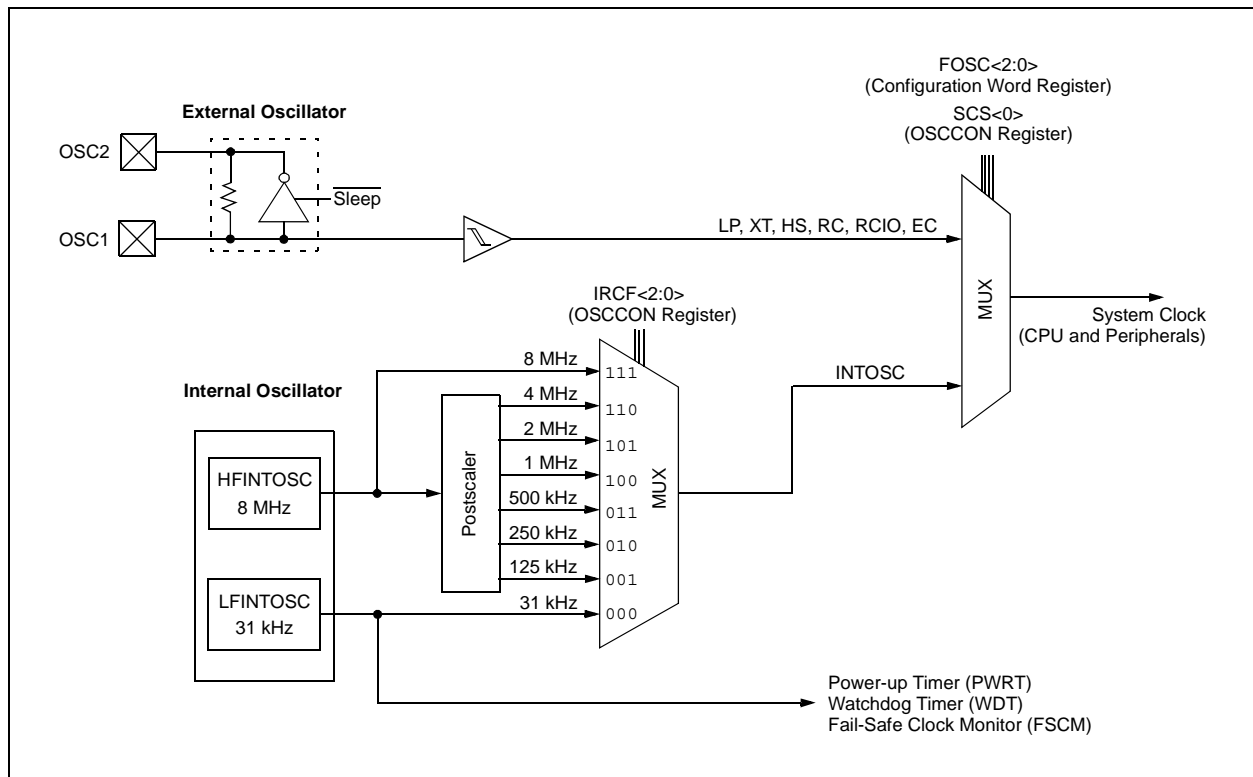 FOSC<2:0>
(Configuration Word Register)
SCS<0>
(OSCCON Register)
External Oscillator
OSC2
Sleep
OSC1
LP, XT, HS, RC, RCIO, EC
MUX
System Clock
(CPU and Peripherals)
IRCF<2:0>
(OSCCON Register)
INTOSC
Internal Oscillator
HFINTOSC
8 MHz
LFINTOSC
31 kHz
Postscaler
8 MHz
111
4 MHz
110
2 MHz
101
1 MHz
100
500 kHz
011
250 kHz
010
125 kHz
001
31 kHz
000
MUX
Power-up Timer (PWRT)
Watchdog Timer (WDT)
Fail-Safe Clock Monitor (FSCM)